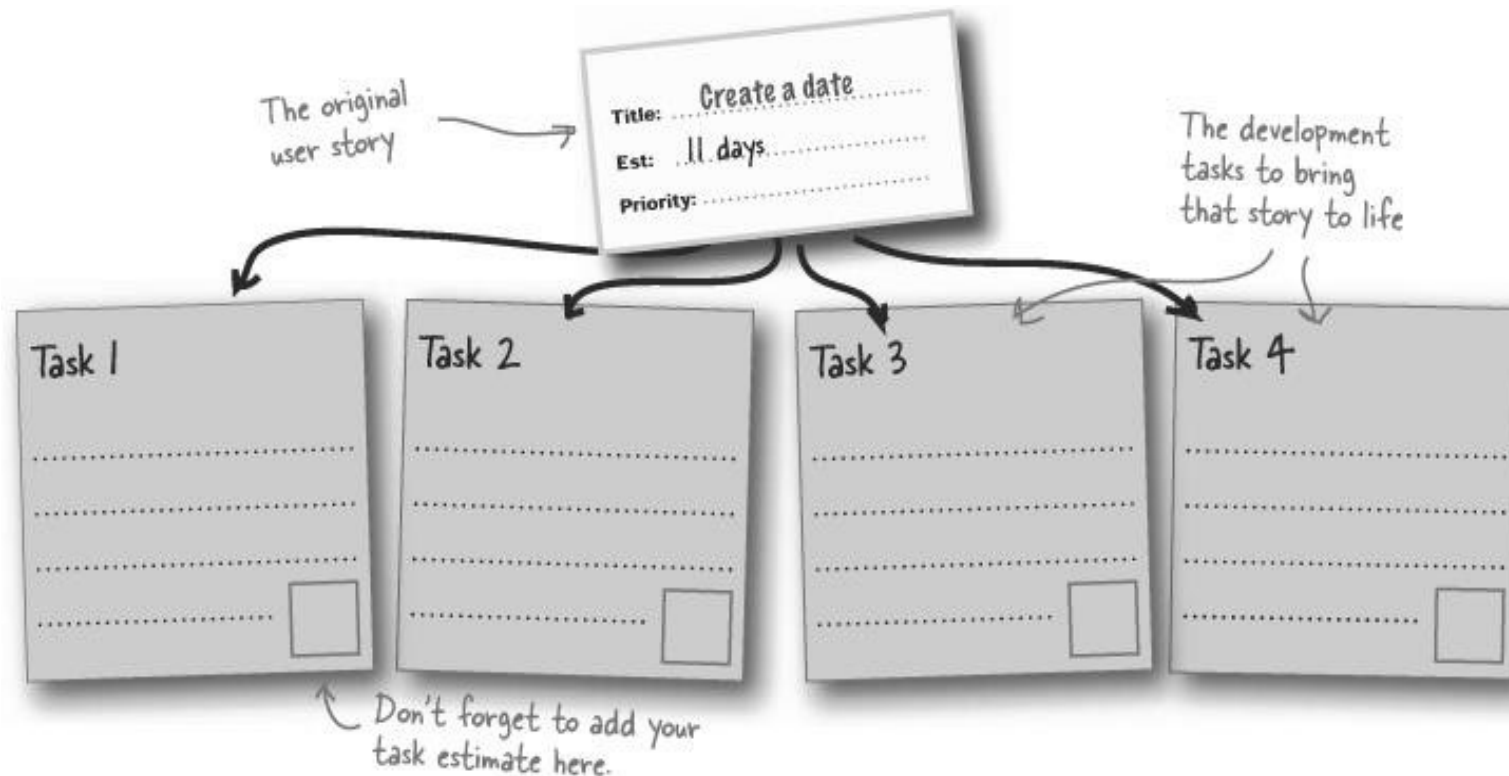 The original
user story
Title: Create a date
Est: 11 days
Priority:
The development
tasks to bring
that story to life
Task 1
Task 2
Task 3
Task 4
Don't forget to add your
task estimate here.